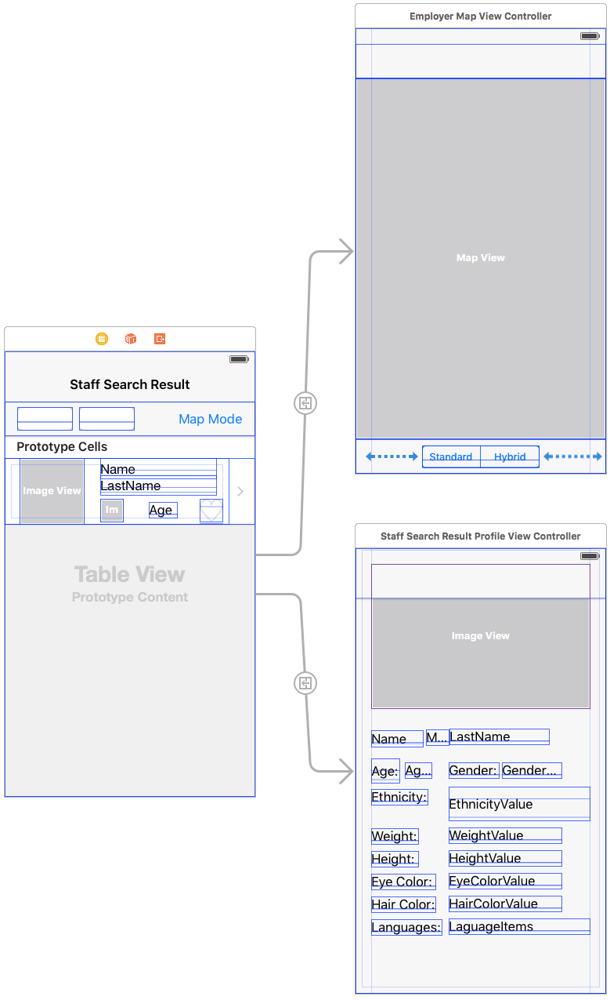 Employer Map View Controller
Map View
Standard Hybrid
Staff Search Result
Map Mode
Prototype Cells
Image View
Name
LastName
Im
Age
Table View
Prototype Content
Staff Search Result Profile View Controller
Image View
Name M... LastName
Age: Ag... Gender: Gender...
Ethnicity: EthnicityValue
Weight: WeightValue
Height: HeightValue
Eye Color: EyeColorValue
Hair Color: HairColorValue
Languages: LaguageItems